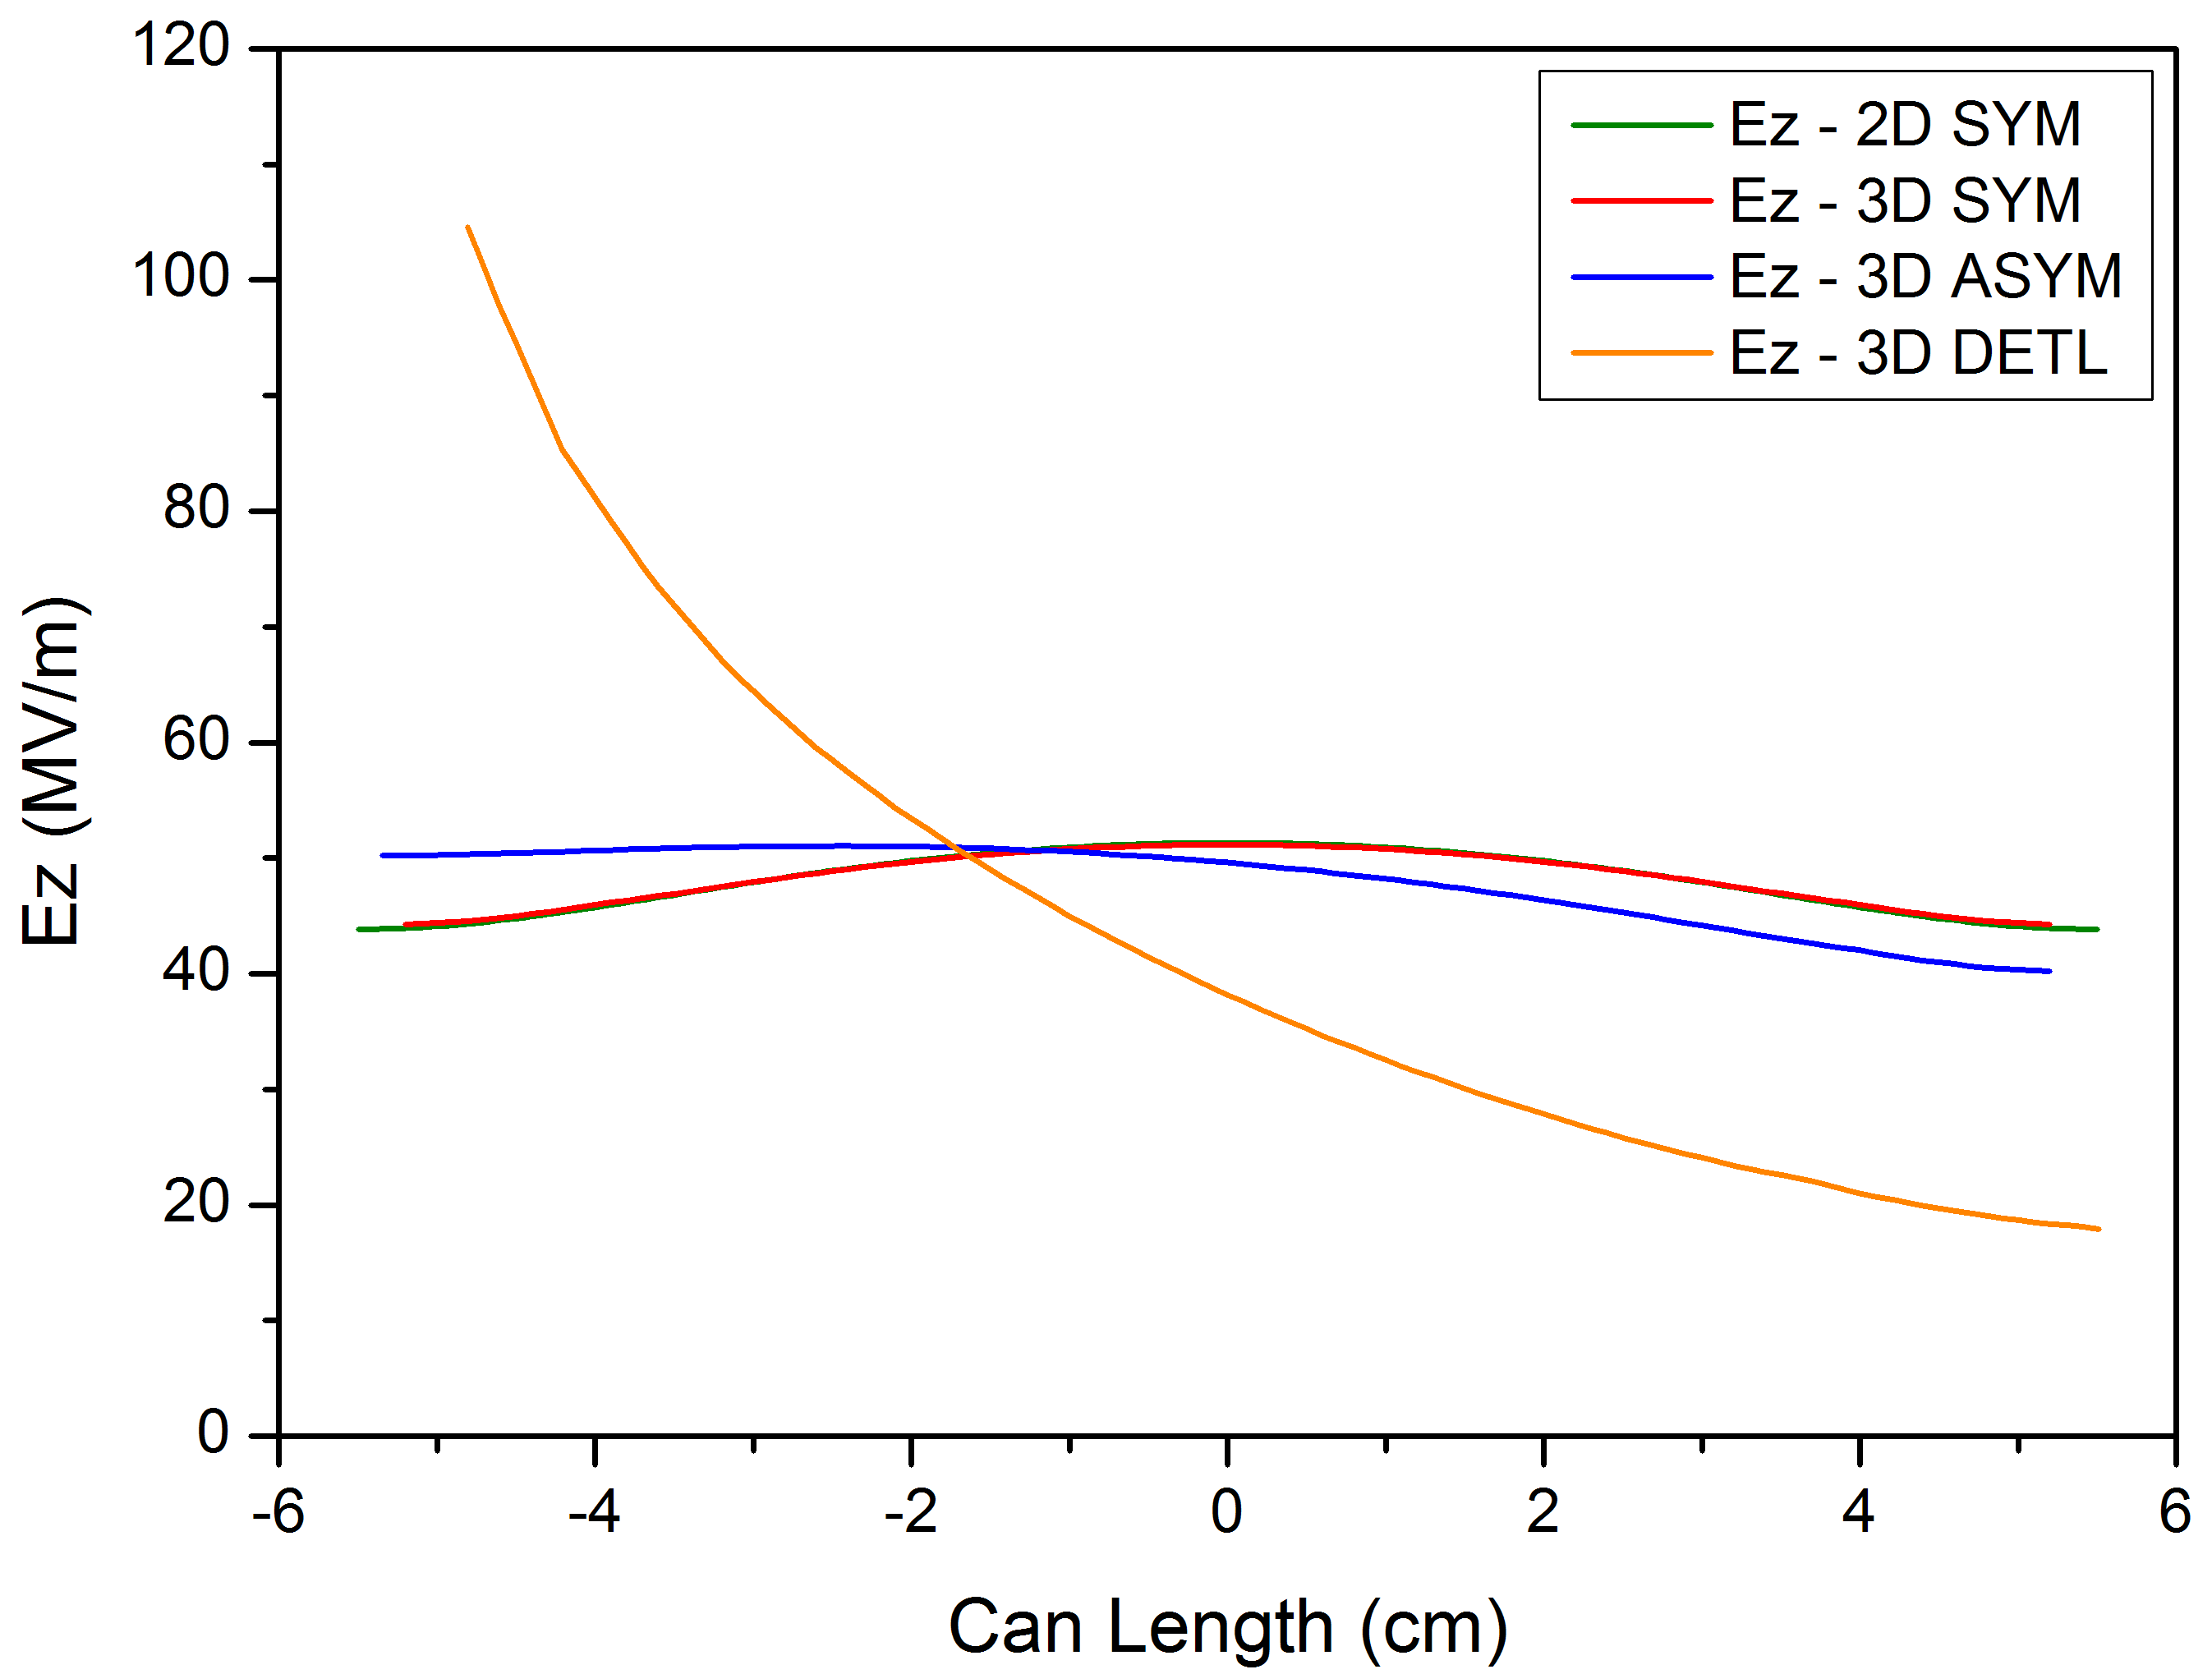 120
100
80
60
40
20
0
Ez (MV/m)
Ez - 2D SYM
Ez - 3D SYM
Ez - 3D ASYM
Ez - 3D DETL
-6 -4 -2 0 2 4 6
Can Length (cm)